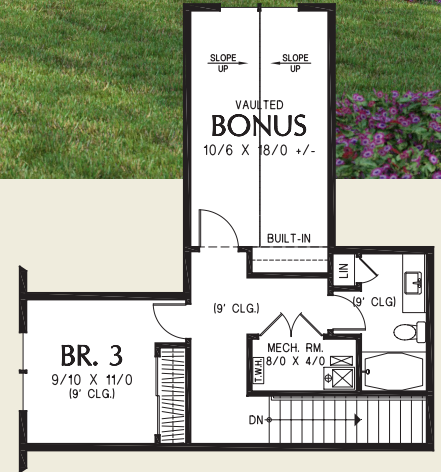 SLOPE UP
SLOPE UP
VAULTED
BONUS
10/6 X 18/0 +/-
BUILT-IN
LIN
(9' CLG.)
(9' CLG)
BR. 3
9/10 X 11/0
(9' CLG.)
MECH. RM.
8/0 X 4/0
T.W.H
DN